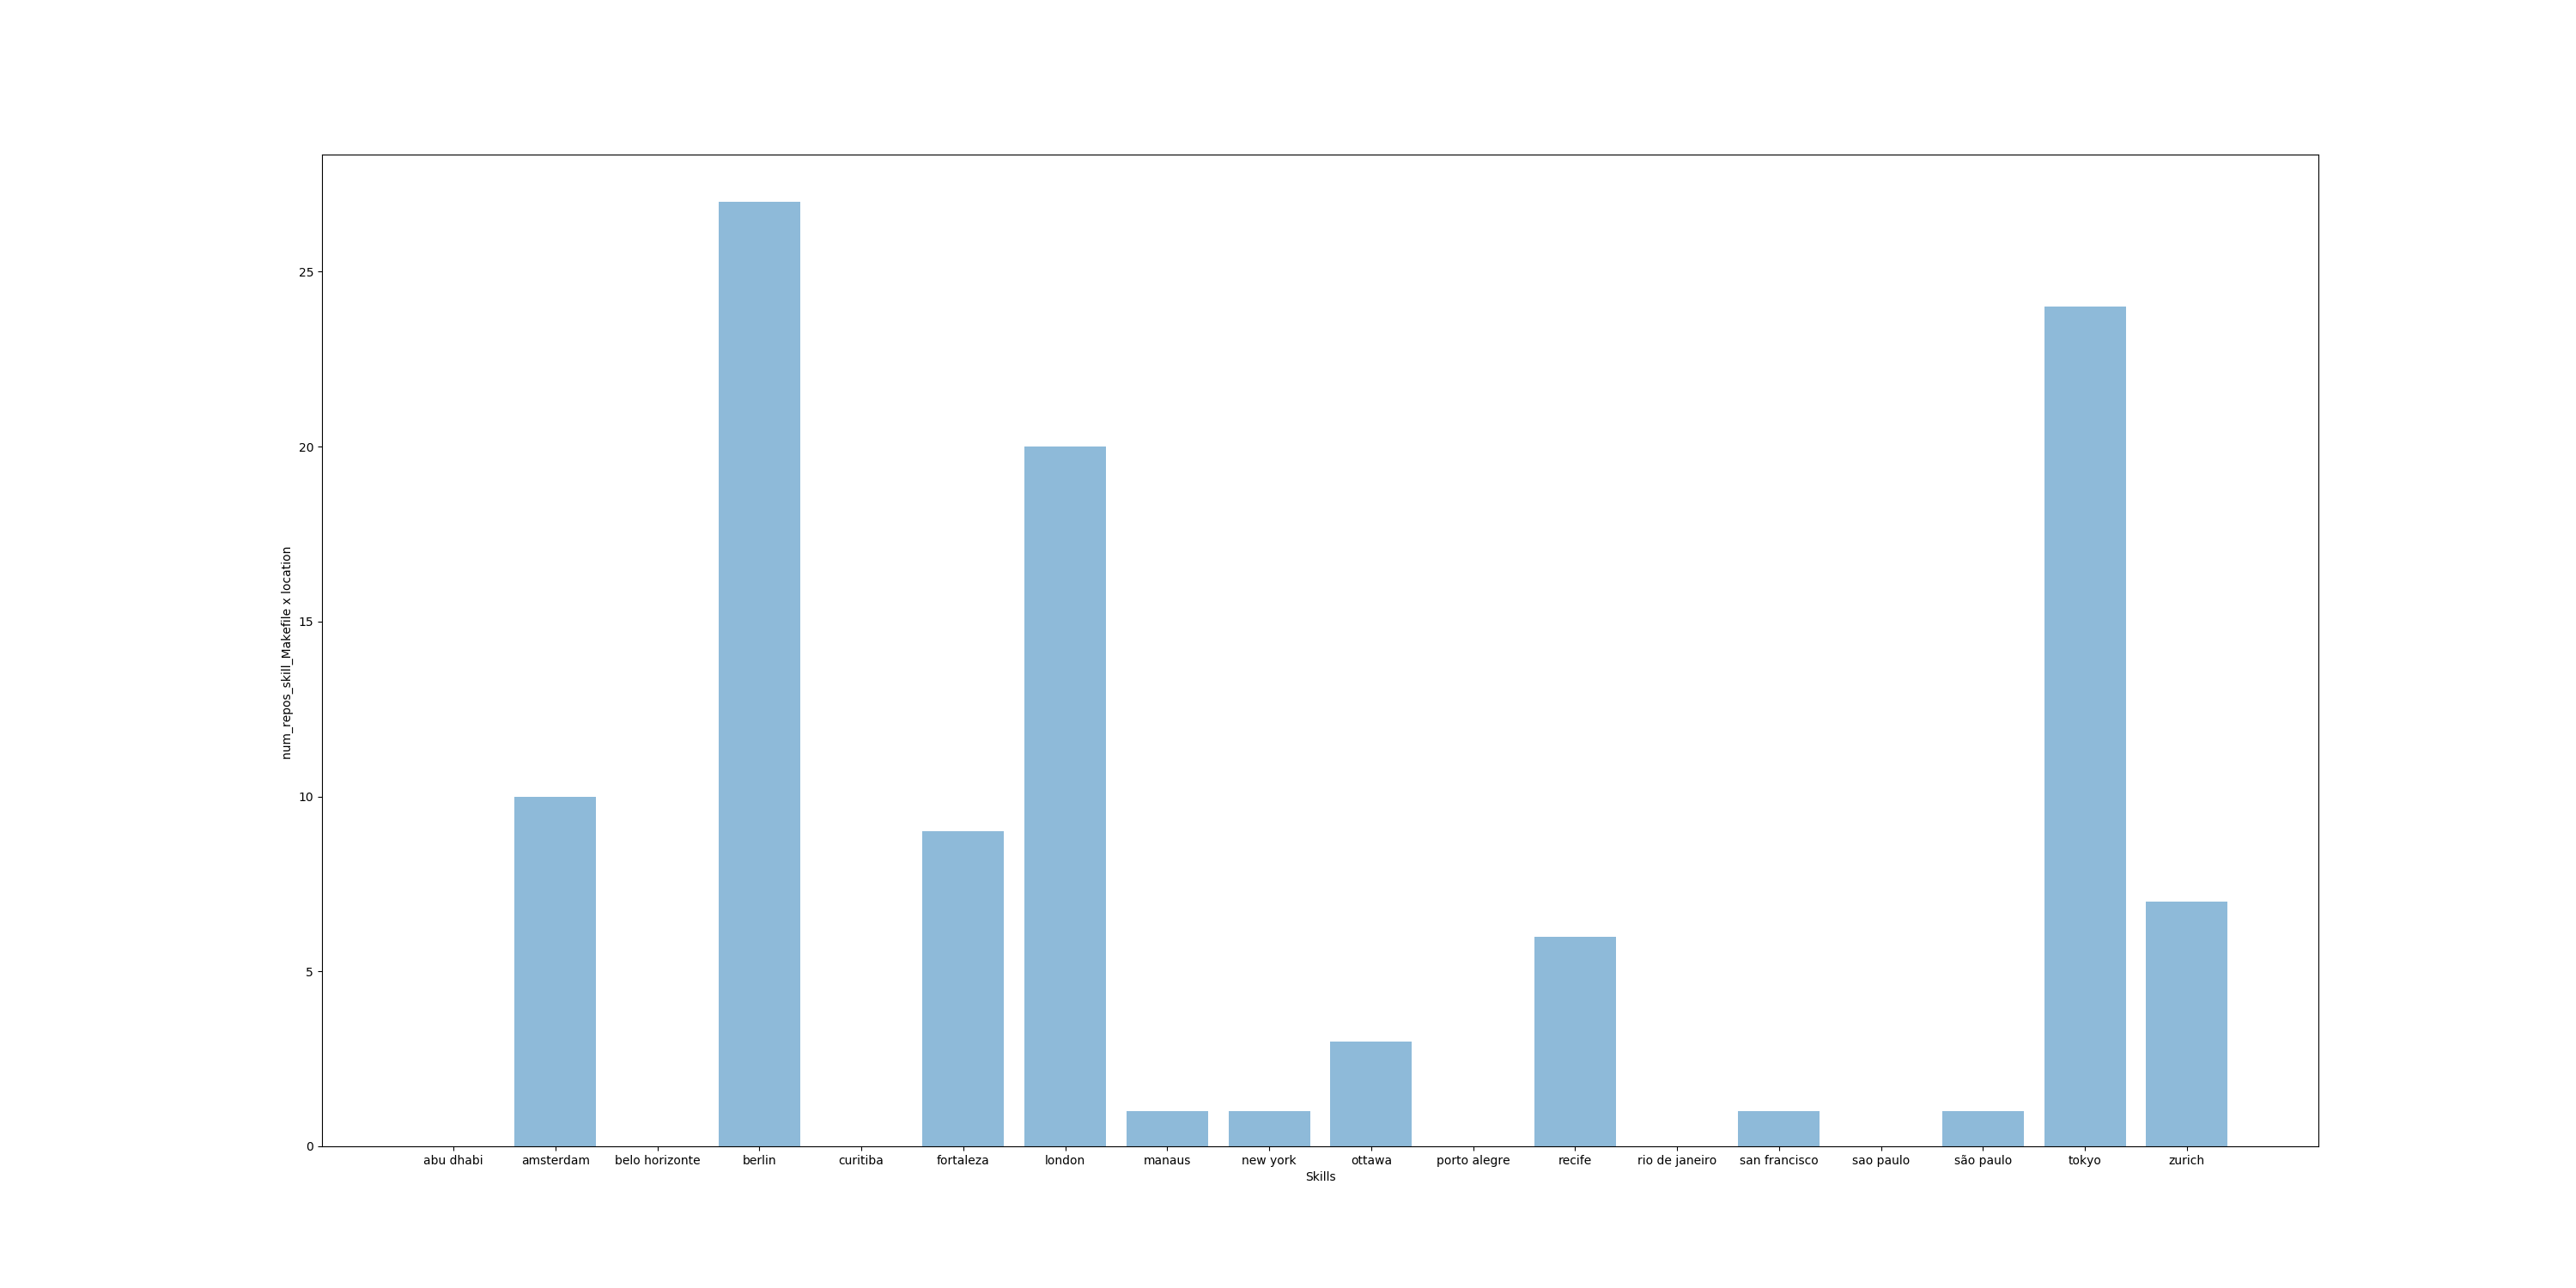 num_repos_skill_Makefile x location
25
20
15
10
5
0
abu dhabi amsterdam belo horizonte berlin curitiba fortaleza london manaus new york ottawa porto alegre recife rio de janeiro san francisco sao paulo são paulo tokyo zurich
Skills